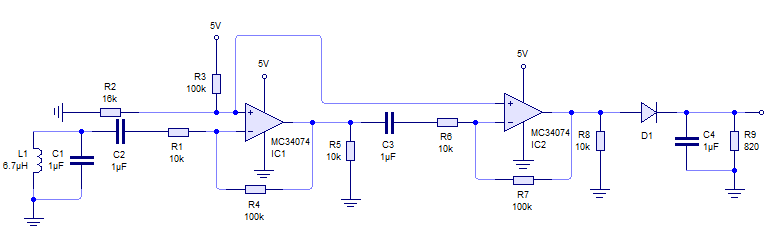 5V
R3
100k
R2
16k
5V
5V
MC34074
IC1
MC34074
IC2
R1
10k
L1
6.7µH
C1
1µF
C2
1µF
R4
100k
R5
10k
C3
1µF
R6
10k
R7
100k
R8
10k
D1
C4
1µF
R9
820